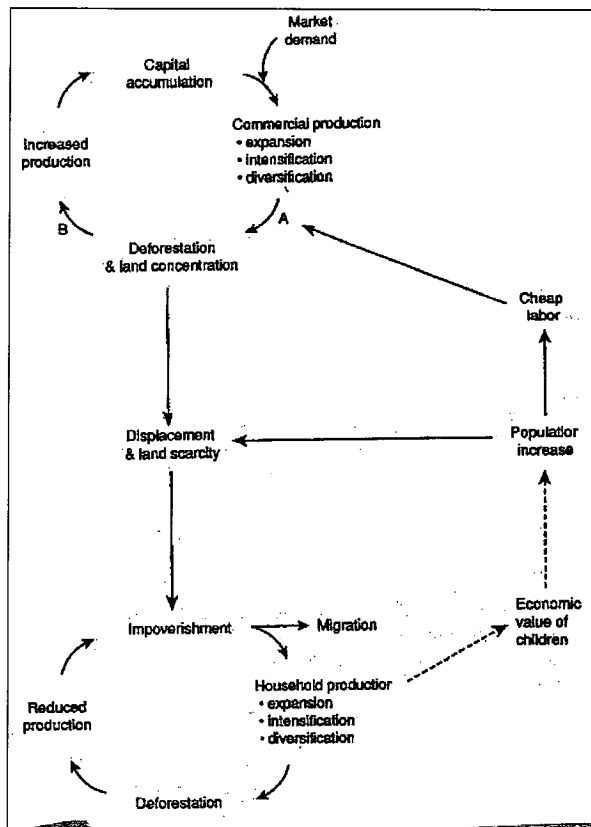 Market
demand
Capital
accumulation
Increased
production
Commercial production
• expansion
• intensification
• diversification
A
B
Deforestation
& land concentration
Cheap
labor
Displacement
& land scarcity
Population
increase
Impoverishment
Migration
Economic
value of
children
Household production
• expansion
• intensification
• diversification
Reduced
production
Deforestation